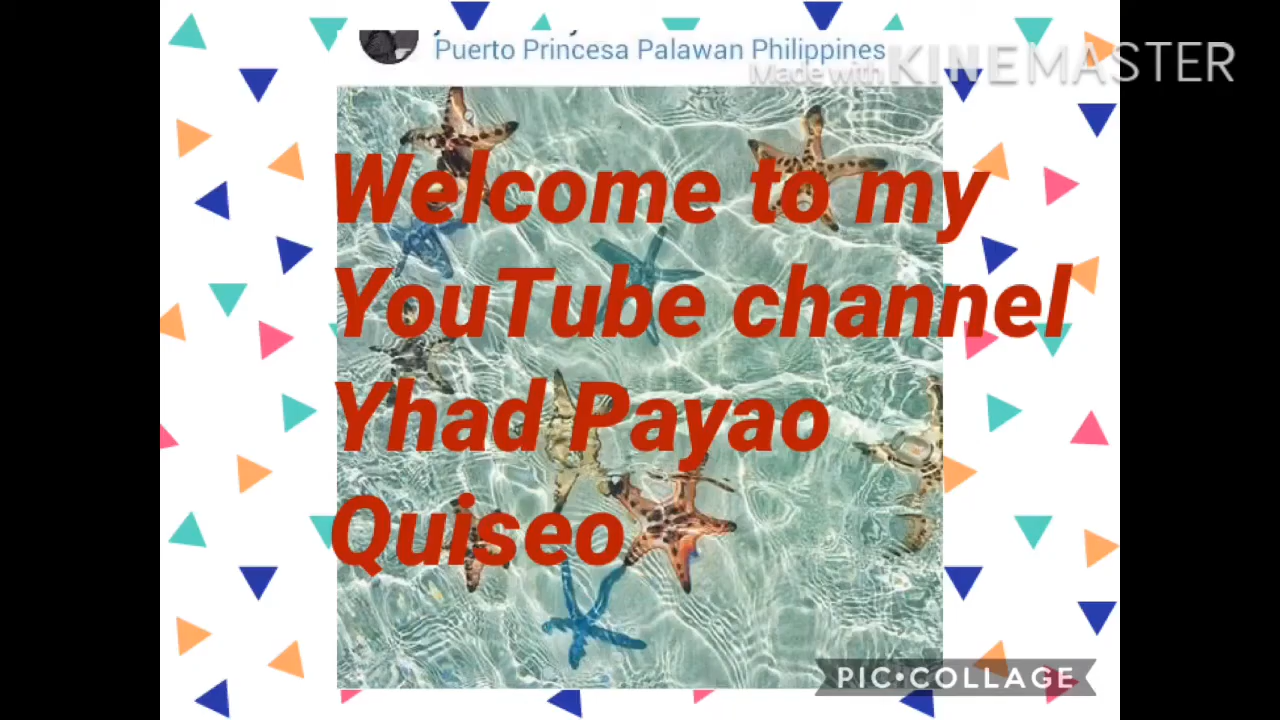 Puerto Princesa Palawan Philippines
Made with KINEMASTER
Welcome to my
YouTube channel
Yhad Payao
Quiseo
PIC•COLLAGE